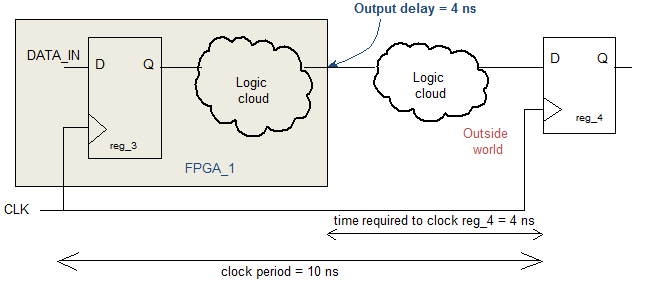 Output delay = 4 ns
DATA_IN
D
Q
Logic
cloud
reg_3
FPGA_1
Logic
cloud
Outside
world
D
Q
reg_4
CLK
time required to clock reg_4 = 4 ns
clock period = 10 ns